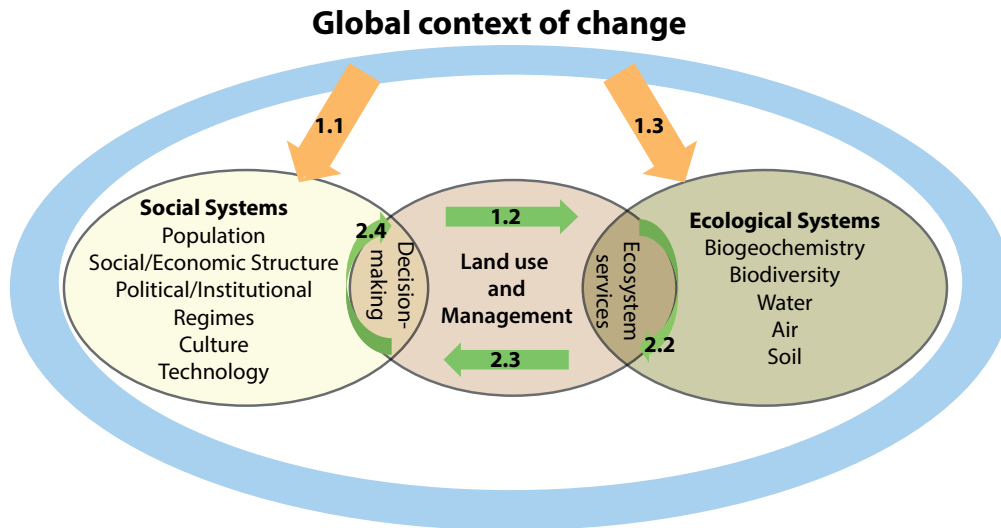 Global context of change
1.1
1.3
Social Systems
Population
Social/Economic Structure
Political/Institutional
Regimes
Culture
Technology
2.4
Decision-
making
1.2
Land use
and
Management
2.3
Ecosystem
services
2.2
Ecological Systems
Biogeochemistry
Biodiversity
Water
Air
Soil